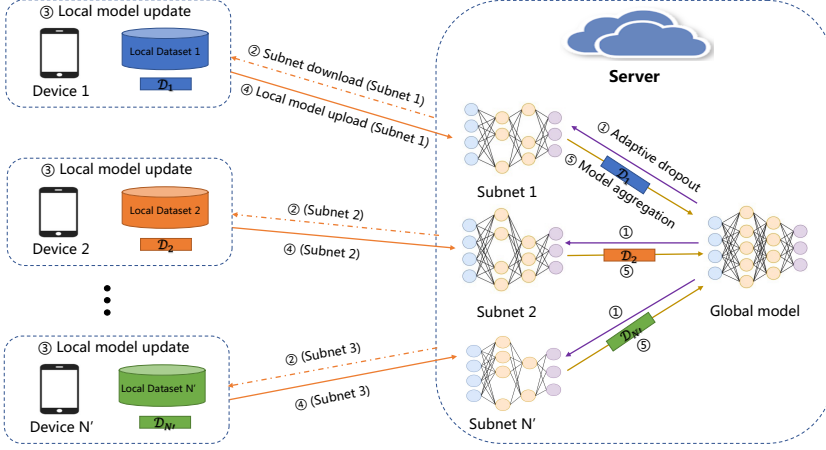 ③ Local model update
Local Dataset 1
𝒟₁
Device 1
② Subnet download (Subnet 1)
④ Local model upload (Subnet 1)
Server
Subnet 1
① Adaptive dropout
𝒟₁
⑤ Model aggregation
③ Local model update
Local Dataset 2
𝒟₂
Device 2
② (Subnet 2)
④ (Subnet 2)
Subnet 2
①
𝒟₂
⑤
Global model
③ Local model update
Local Dataset N'
𝒟N'
Device N'
② (Subnet 3)
④ (Subnet 3)
Subnet N'
①
𝒟N'
⑤